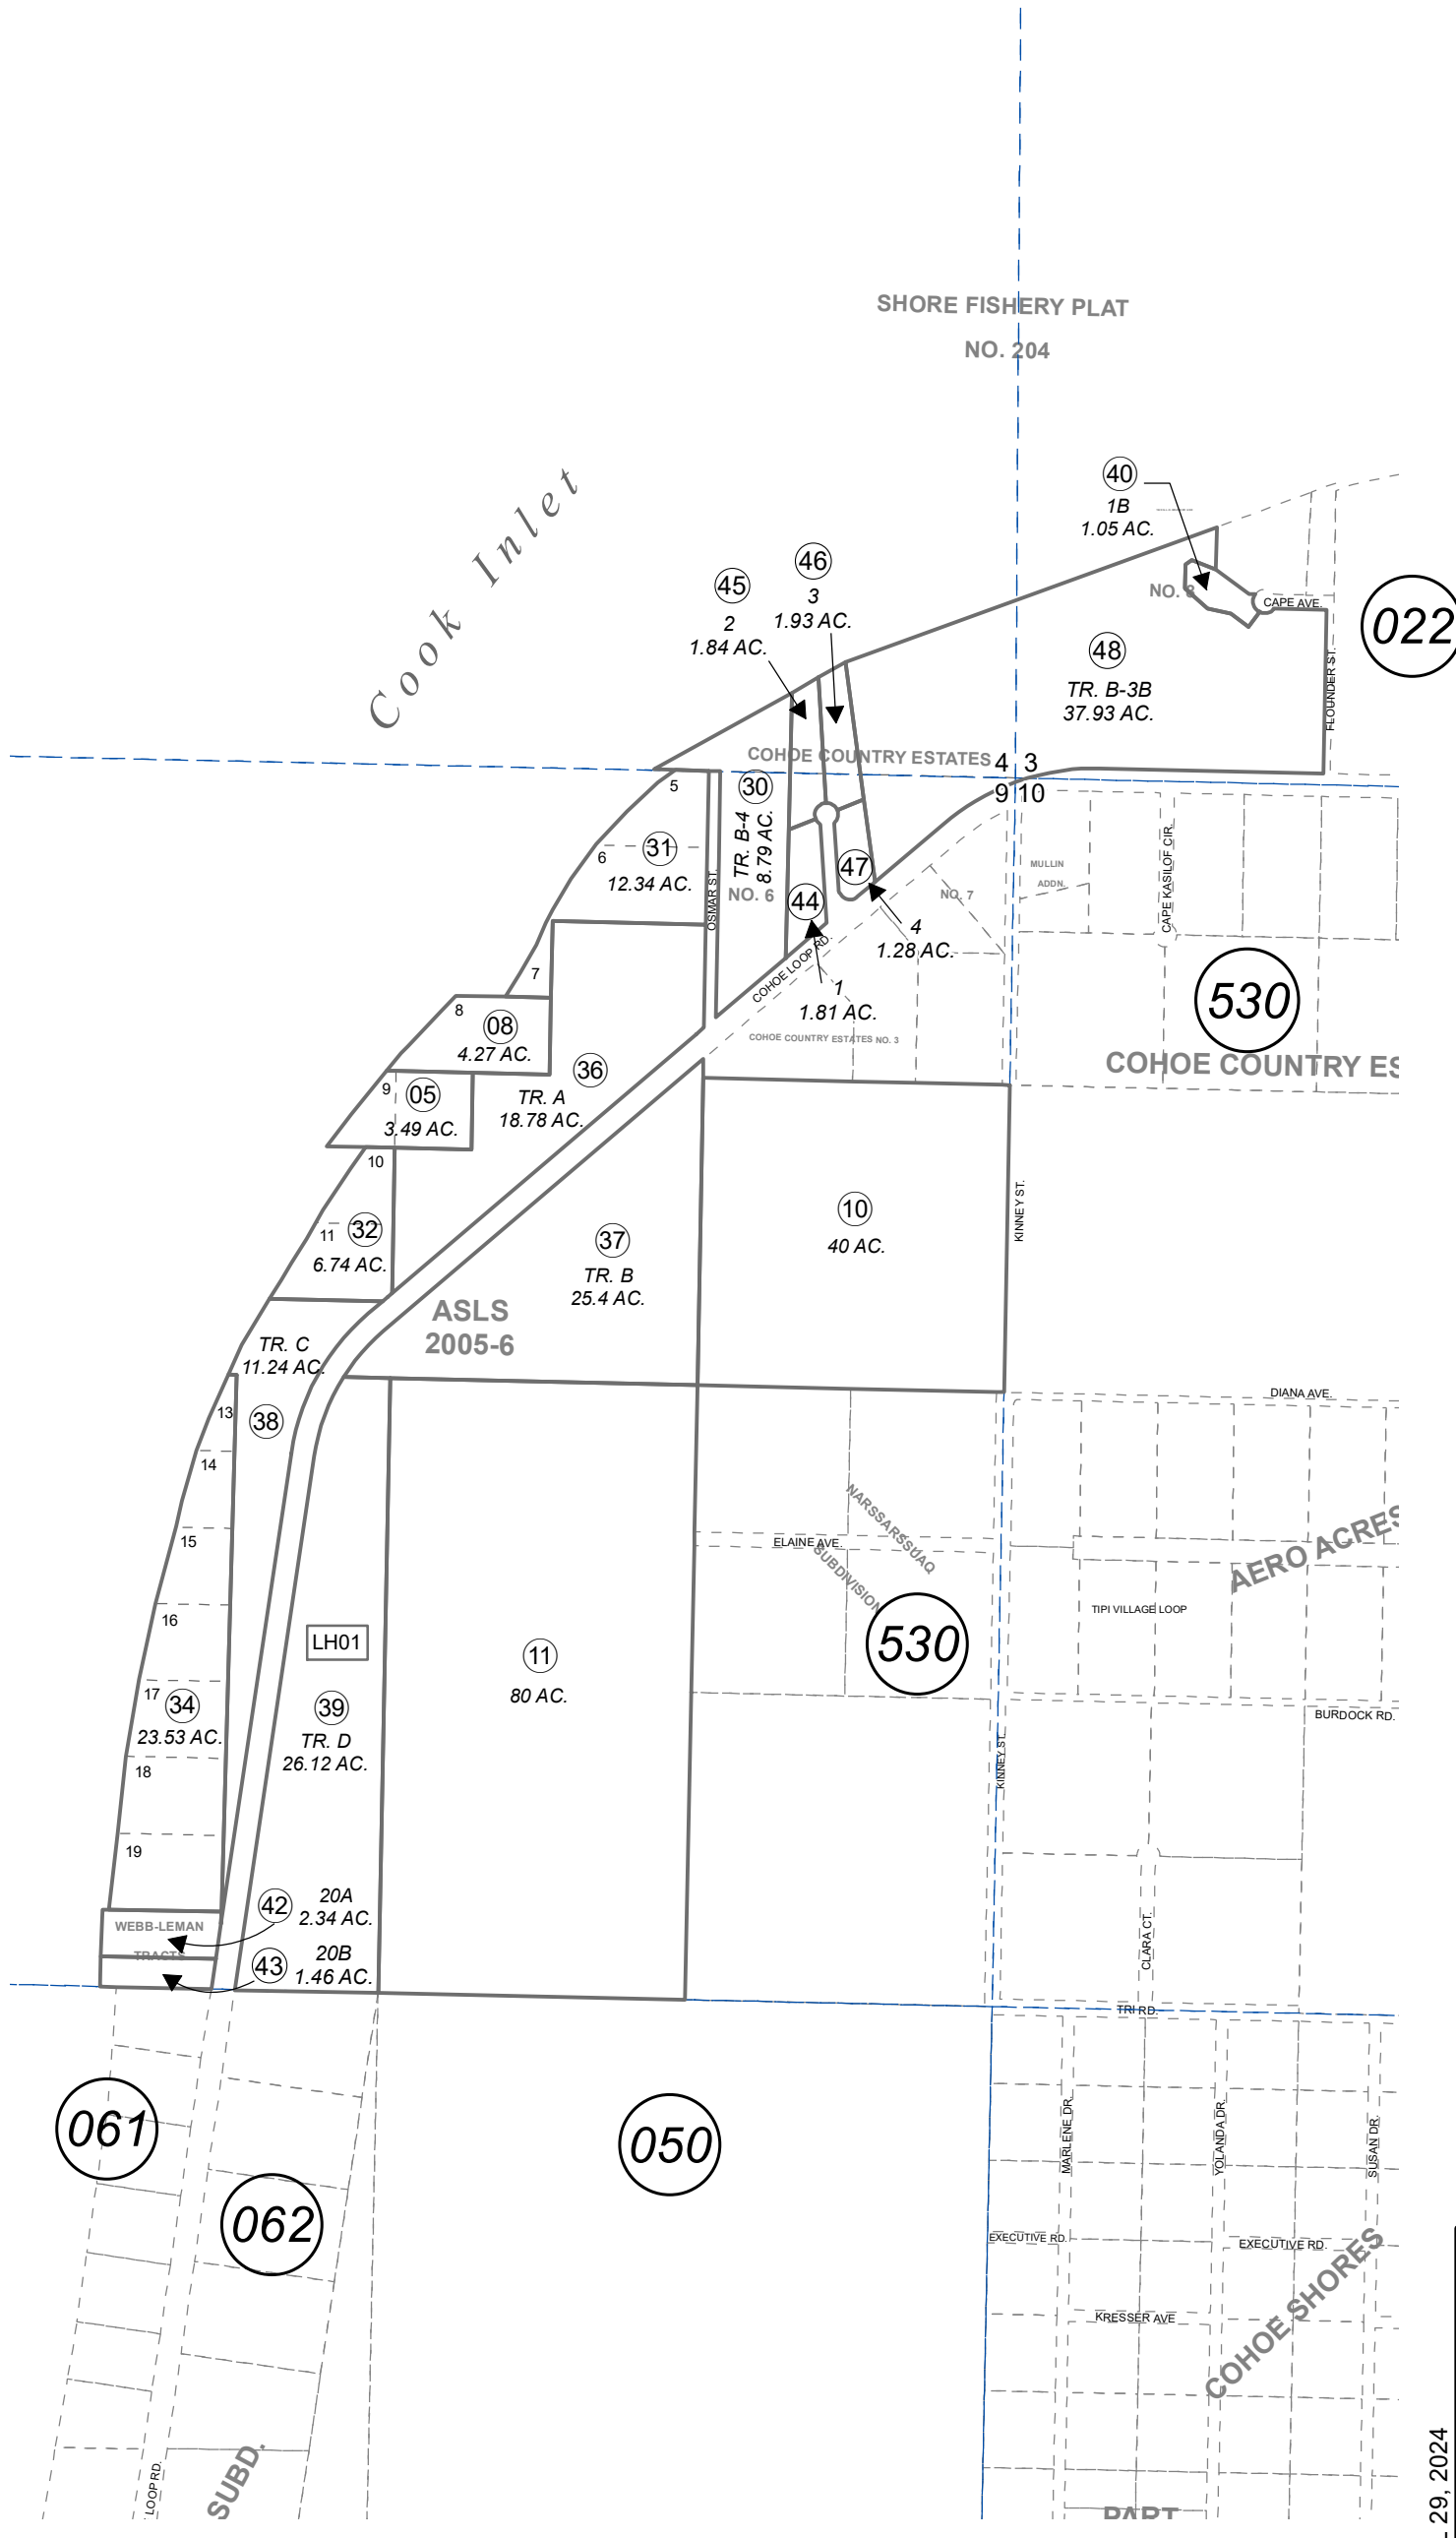 SHORE FISHERY PLAT
NO. 204
Cook Inlet
40
1B
1.05 AC.
46
3
1.93 AC.
45
2
1.84 AC.
NO. 8
CAPE AVE.
022
48
TR. B-3B
37.93 AC.
FLOUNDER ST.
COHOE COUNTRY ESTATES
4 3
9 10
5
30
TR. B-4
8.79 AC.
NO. 6
6
31
12.34 AC.
OSMAR ST.
47
44
4
1.28 AC.
NO. 7
MULLIN
ADDN.
CAPE KASILOF CIR.
COHOE LOOP RD.
1
1.81 AC.
COHOE COUNTRY ESTATES NO. 3
530
COHOE COUNTRY ES
7
8
08
4.27 AC.
36
TR. A
18.78 AC.
9
05
3.49 AC.
10
11
32
6.74 AC.
37
TR. B
25.4 AC.
10
40 AC.
KINNEY ST.
ASLS
2005-6
TR. C
11.24 AC.
38
13
14
15
16
17
34
23.53 AC.
18
19
DIANA AVE.
NARSSARSSUAQ
SUBDIVISION
ELAINE AVE.
AERO ACRES
TIPI VILLAGE LOOP
530
LH01
11
80 AC.
39
TR. D
26.12 AC.
BURDOCK RD.
KINNEY ST.
42
20A
2.34 AC.
WEBB-LEMAN
TRACTS
43
20B
1.46 AC.
CLARA CT.
TRI RD.
061
062
050
MARLENE DR.
YOLANDA DR.
SUSAN DR.
EXECUTIVE RD.
EXECUTIVE RD.
KRESSER AVE
COHOE SHORES
LOOP RD.
SUBD.
PART
29, 2024